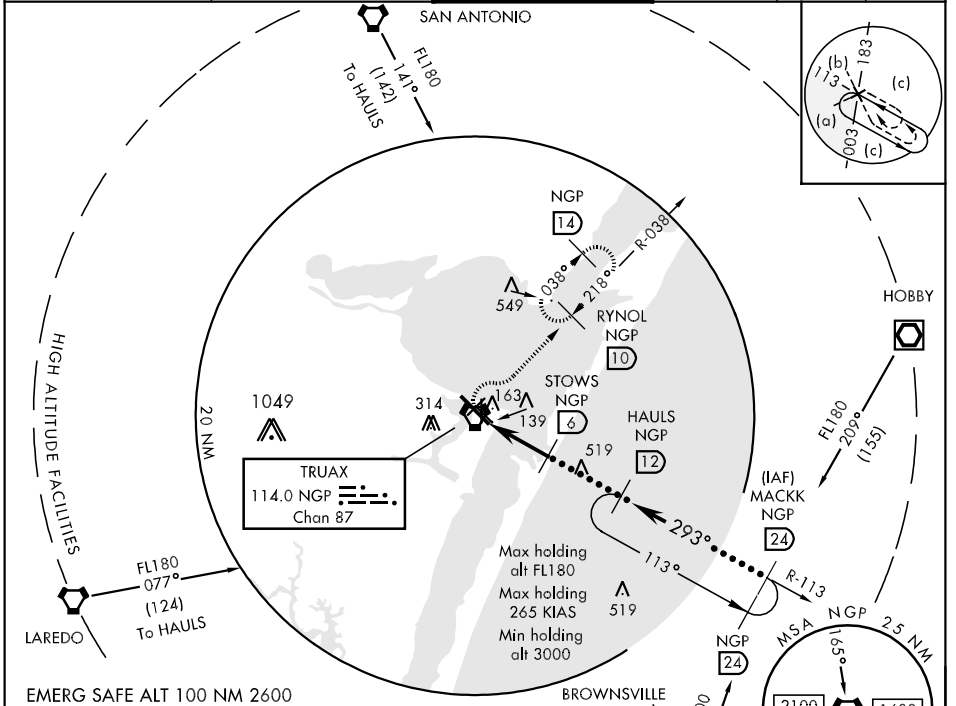 SAN ANTONIO
FL180
141°
(142)
To HAULS
183
(b)
113
(c)
(a)
003
(c)
NGP
14
R-038
038°
218°
549
RYNOL
NGP
10
HOBBY
HIGH ALTITUDE FACILITIES
20 NM
1049
314
163
139
STOWS
NGP
6
HAULS
NGP
12
519
FL180
209°
(155)
TRUAX
114.0 NGP
Chan 87
(IAF)
MACKK
NGP
24
293°
113°
R-113
Max holding
alt FL180
Max holding
265 KIAS
Min holding
alt 3000
519
FL180
077°
(124)
To HAULS
LAREDO
NGP
24
MSA NGP 25 NM
165°
EMERG SAFE ALT 100 NM 2600
BROWNSVILLE
2100